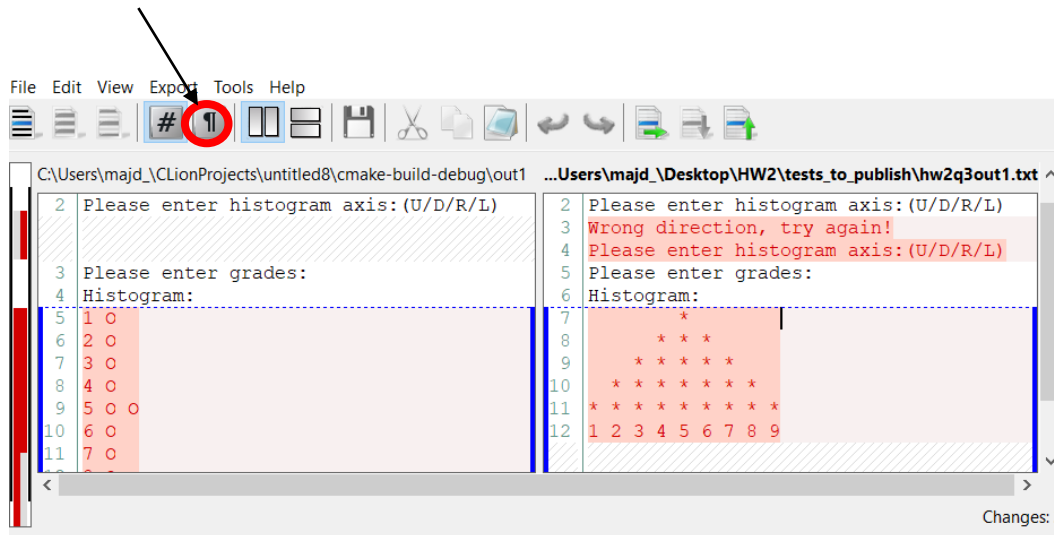 File Edit View Export Tools Help
# ¶
C:\Users\majd_\CLionProjects\untitled8\cmake-build-debug\out1
2 Please enter histogram axis:(U/D/R/L)
3 Please enter grades:
4 Histogram:
5 1 O
6 2 O
7 3 O
8 4 O
9 5 O O
10 6 O
11 7 O
...Users\majd_\Desktop\HW2\tests_to_publish\hw2q3out1.txt
2 Please enter histogram axis:(U/D/R/L)
3 Wrong direction, try again!
4 Please enter histogram axis:(U/D/R/L)
5 Please enter grades:
6 Histogram:
7 *
8 * * *
9 * * * * *
10 * * * * * * *
11 * * * * * * * * *
12 1 2 3 4 5 6 7 8 9
Changes: